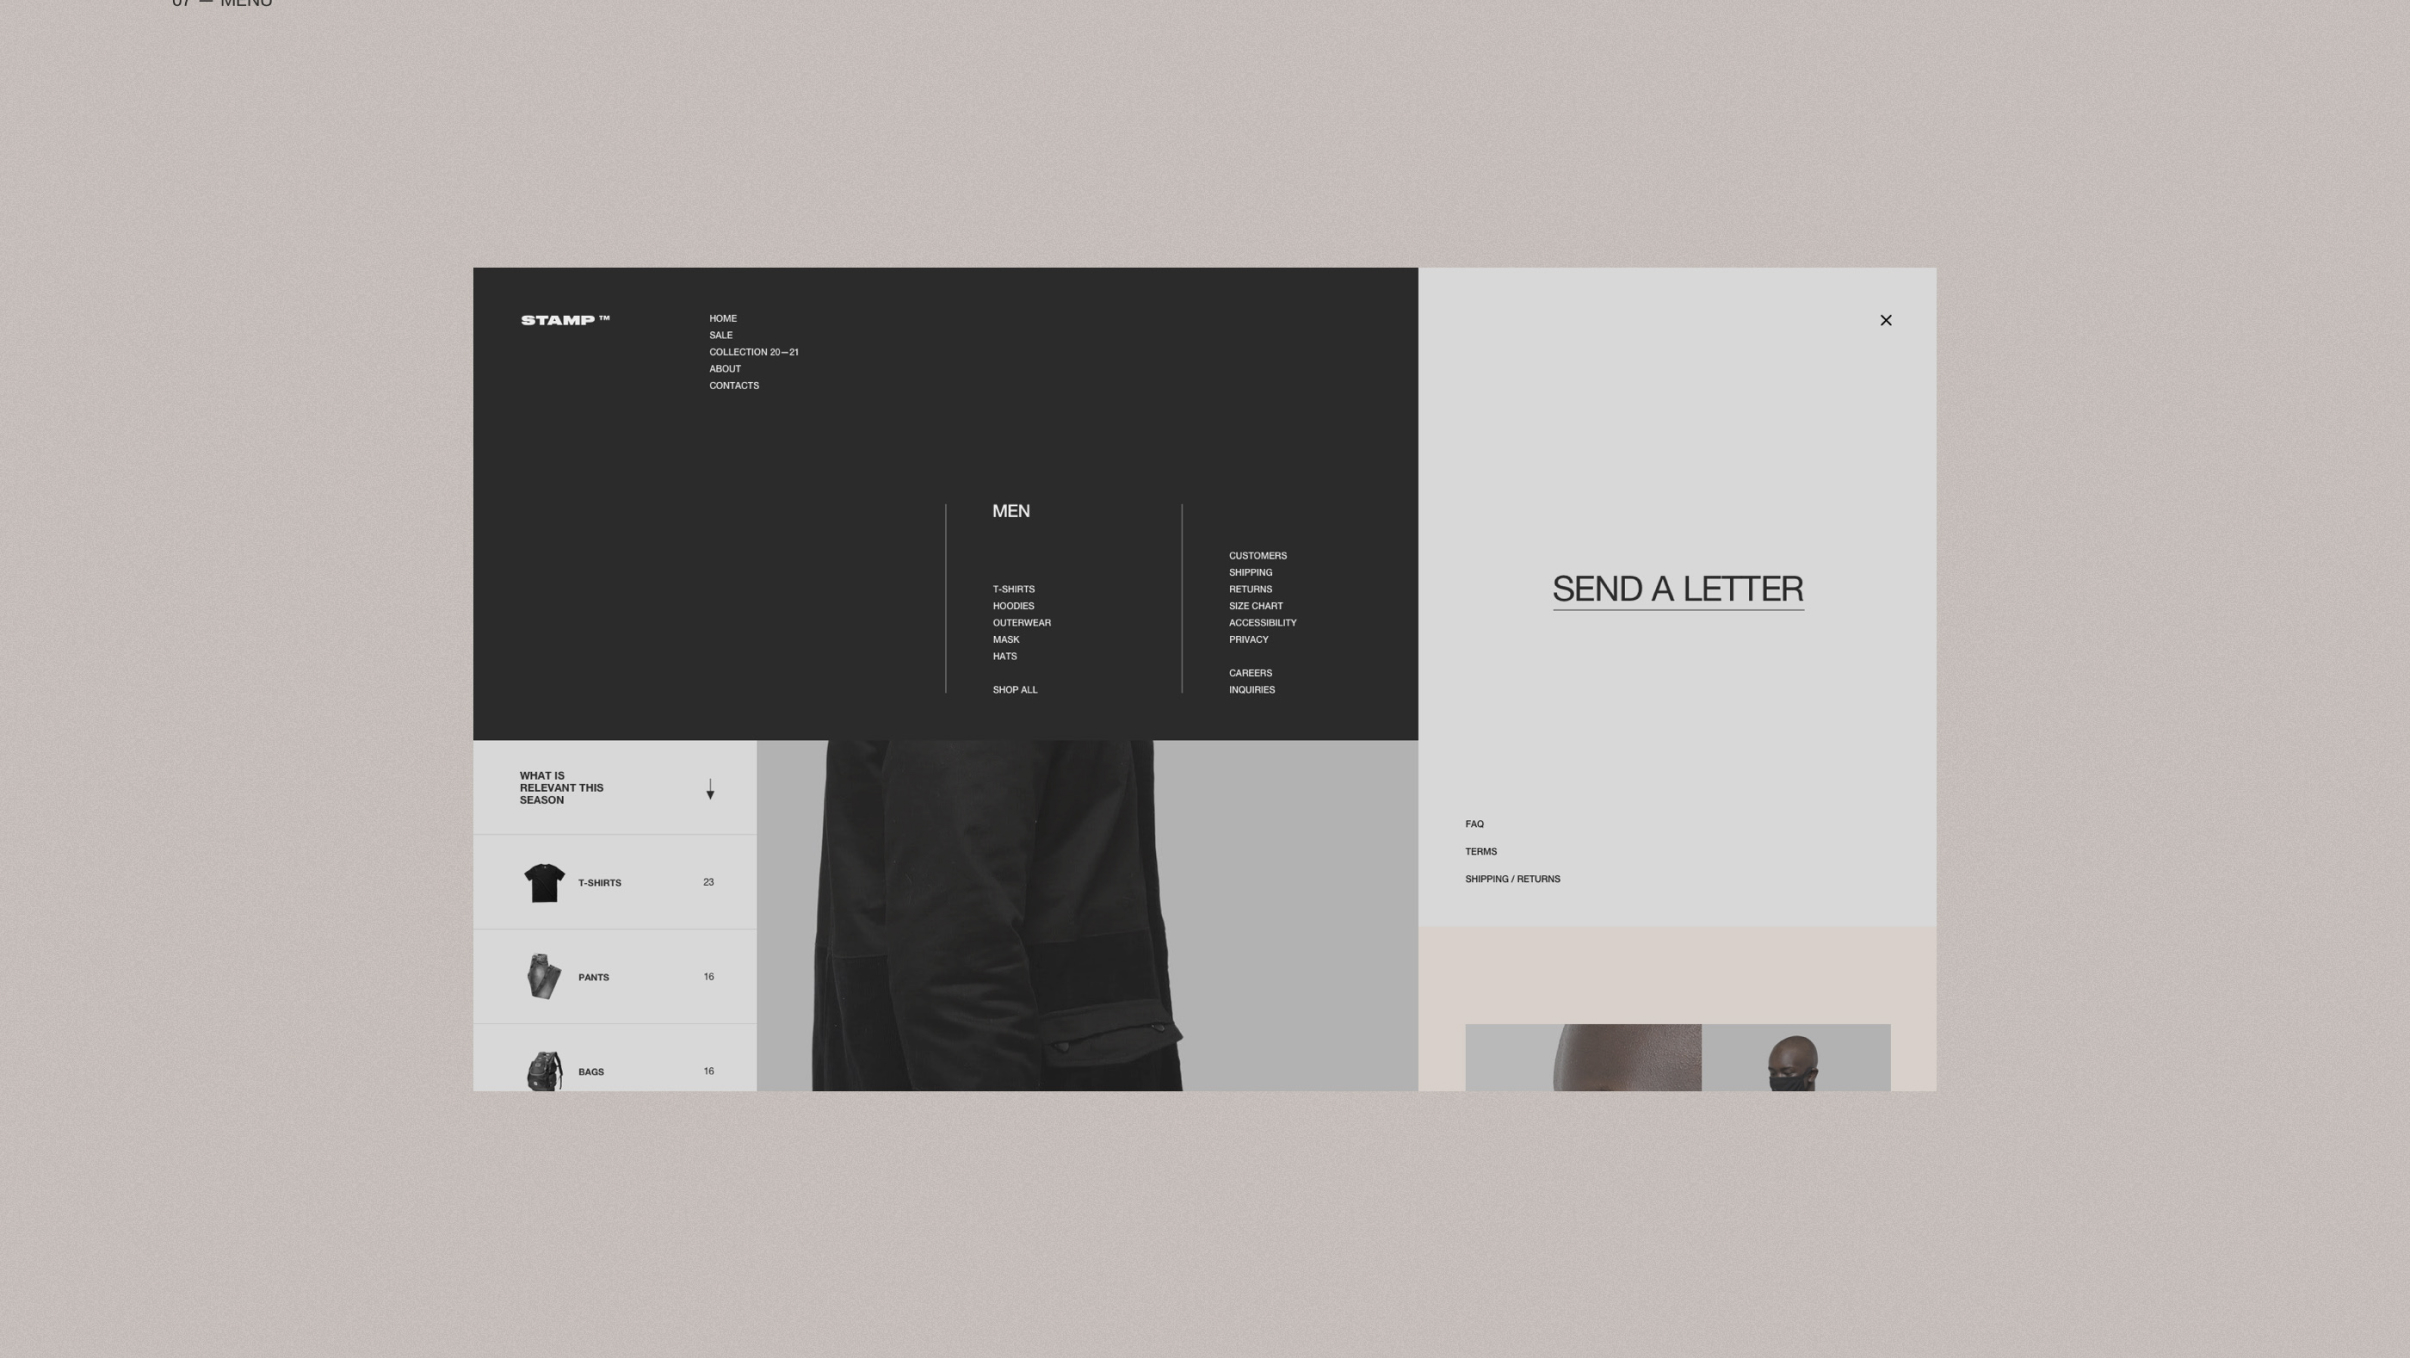 07 — MENU
STAMP ™
HOME
SALE
COLLECTION 20—21
ABOUT
CONTACTS
MEN
T-SHIRTS
HOODIES
OUTERWEAR
MASK
HATS
SHOP ALL
CUSTOMERS
SHIPPING
RETURNS
SIZE CHART
ACCESSIBILITY
PRIVACY
CAREERS
INQUIRIES
SEND A LETTER
FAQ
TERMS
SHIPPING / RETURNS
WHAT IS
RELEVANT THIS
SEASON
T-SHIRTS 23
PANTS 16
BAGS 16